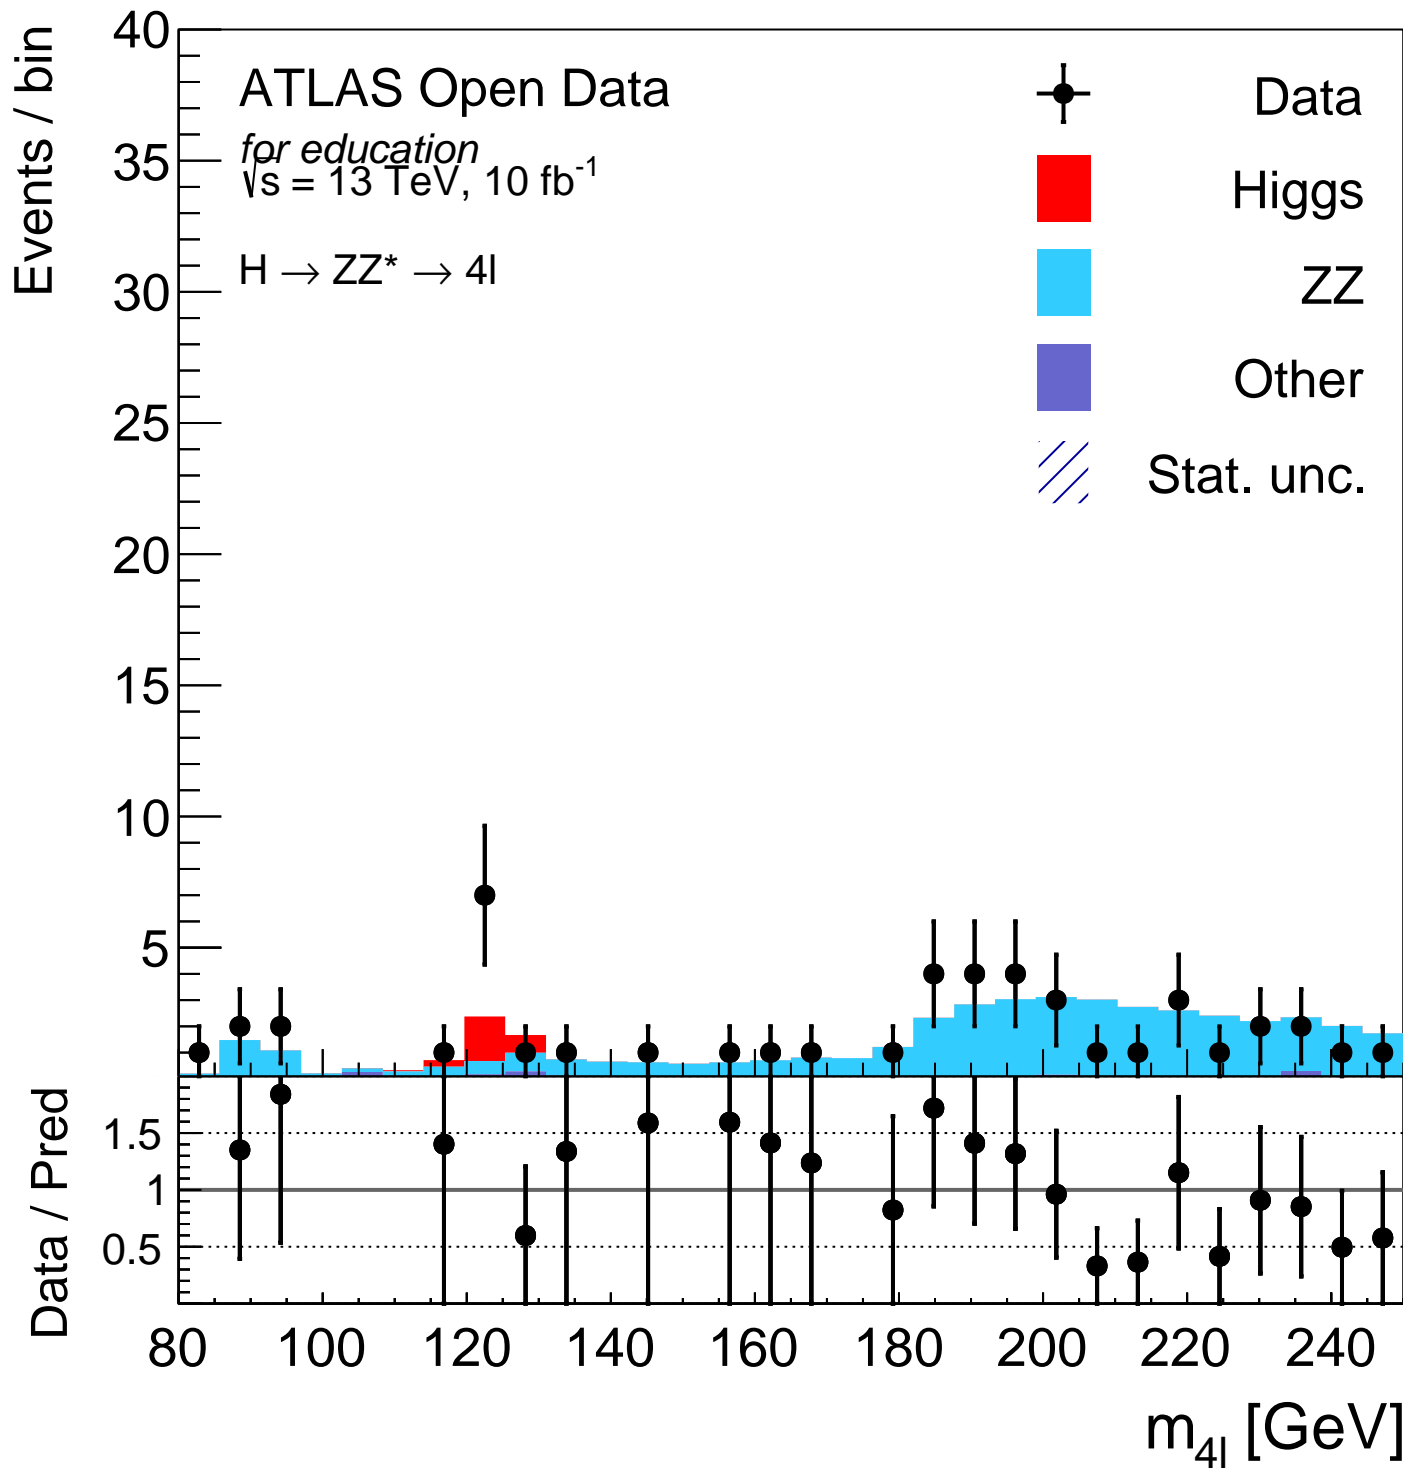 40
35
30
25
20
15
10
5
Events / bin
ATLAS Open Data
for education
√s = 13 TeV, 10 fb⁻¹
H → ZZ* → 4l
Data
Higgs
ZZ
Other
Stat. unc.
1.5
1
0.5
Data / Pred
80 100 120 140 160 180 200 220 240
m₄ₗ [GeV]